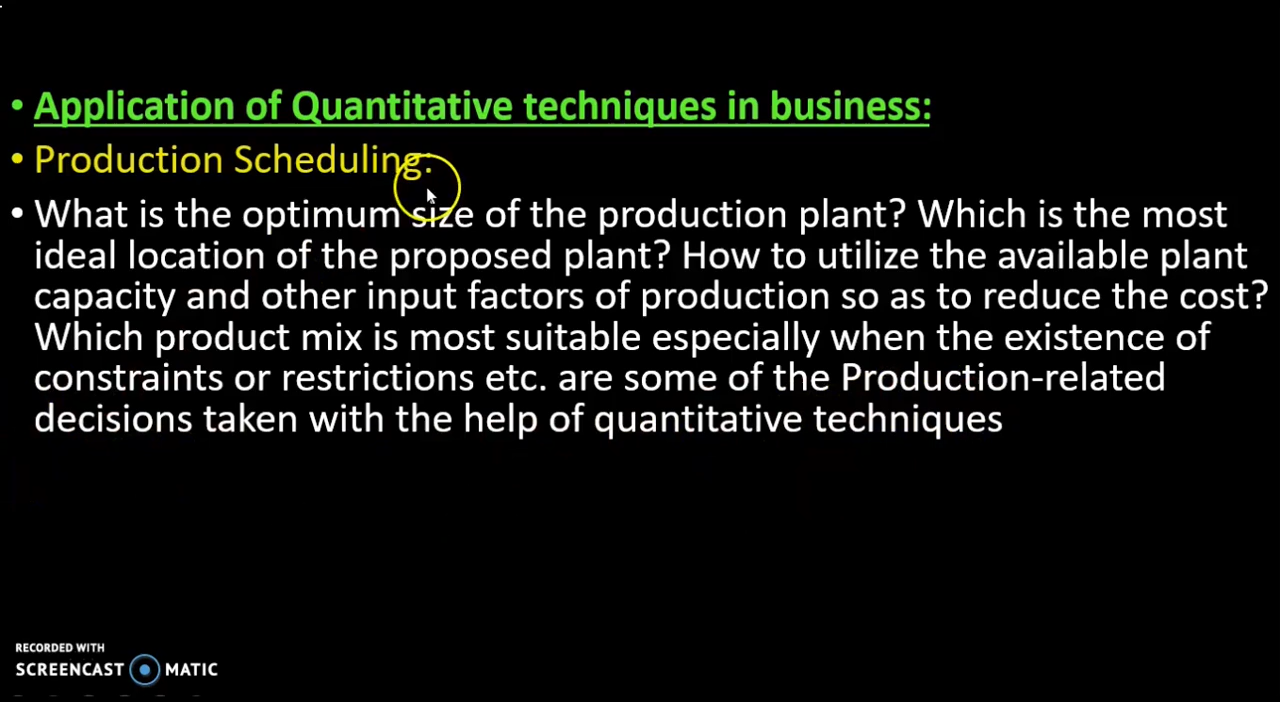 • Application of Quantitative techniques in business:
• Production Scheduling:
• What is the optimum size of the production plant? Which is the most
ideal location of the proposed plant? How to utilize the available plant
capacity and other input factors of production so as to reduce the cost?
Which product mix is most suitable especially when the existence of
constraints or restrictions etc. are some of the Production-related
decisions taken with the help of quantitative techniques
RECORDED WITH
SCREENCAST MATIC